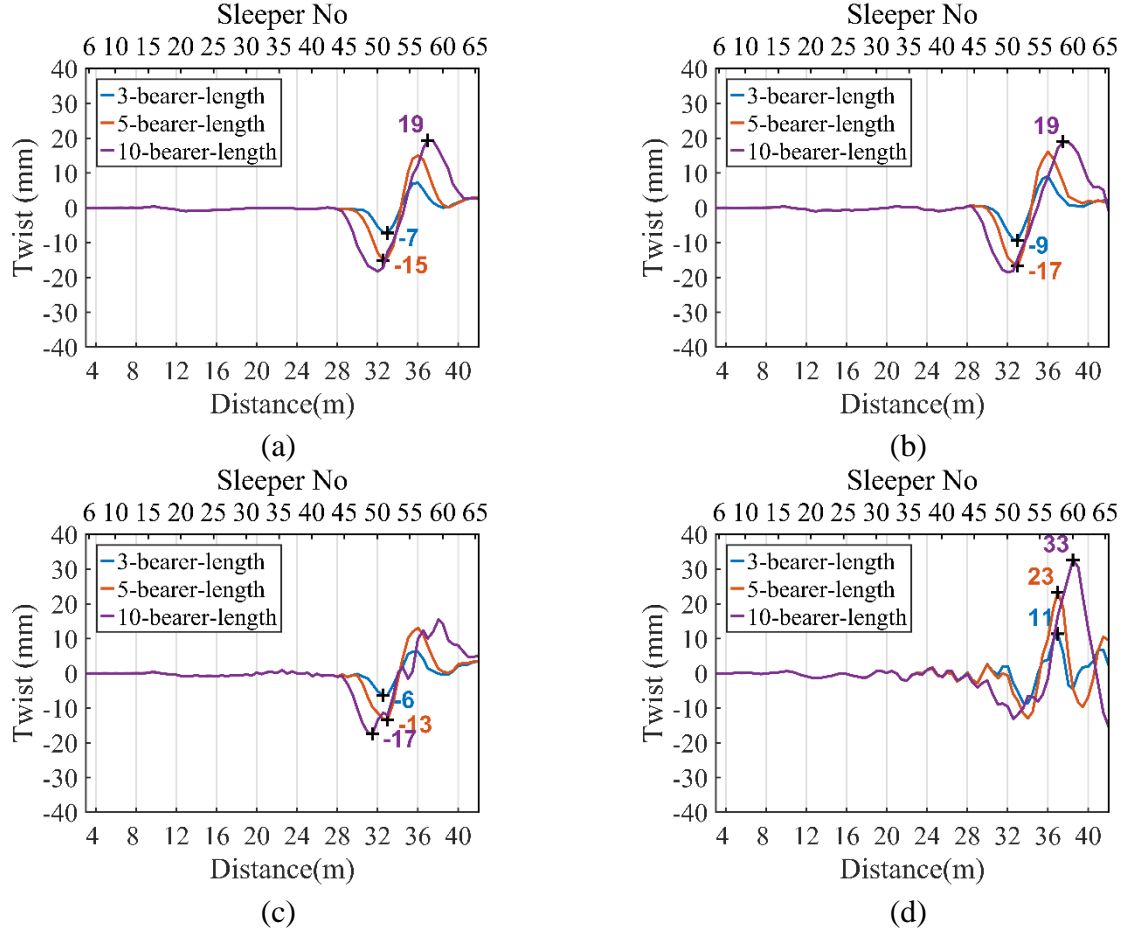 Sleeper No
6 10 15 20 25 30 35 40 45 50 55 60 65
40
30
20
10
0
-10
-20
-30
-40
Twist (mm)
3-bearer-length
5-bearer-length
10-bearer-length
19
-7
-15
4 8 12 16 20 24 28 32 36 40
Distance(m)
(a)
Sleeper No
6 10 15 20 25 30 35 40 45 50 55 60 65
40
30
20
10
0
-10
-20
-30
-40
Twist (mm)
3-bearer-length
5-bearer-length
10-bearer-length
19
-9
-17
4 8 12 16 20 24 28 32 36 40
Distance(m)
(b)
Sleeper No
6 10 15 20 25 30 35 40 45 50 55 60 65
40
30
20
10
0
-10
-20
-30
-40
Twist (mm)
3-bearer-length
5-bearer-length
10-bearer-length
-6
-13
-17
4 8 12 16 20 24 28 32 36 40
Distance(m)
(c)
Sleeper No
6 10 15 20 25 30 35 40 45 50 55 60 65
40
30
20
10
0
-10
-20
-30
-40
Twist (mm)
3-bearer-length
5-bearer-length
10-bearer-length
33
23
11
4 8 12 16 20 24 28 32 36 40
Distance(m)
(d)